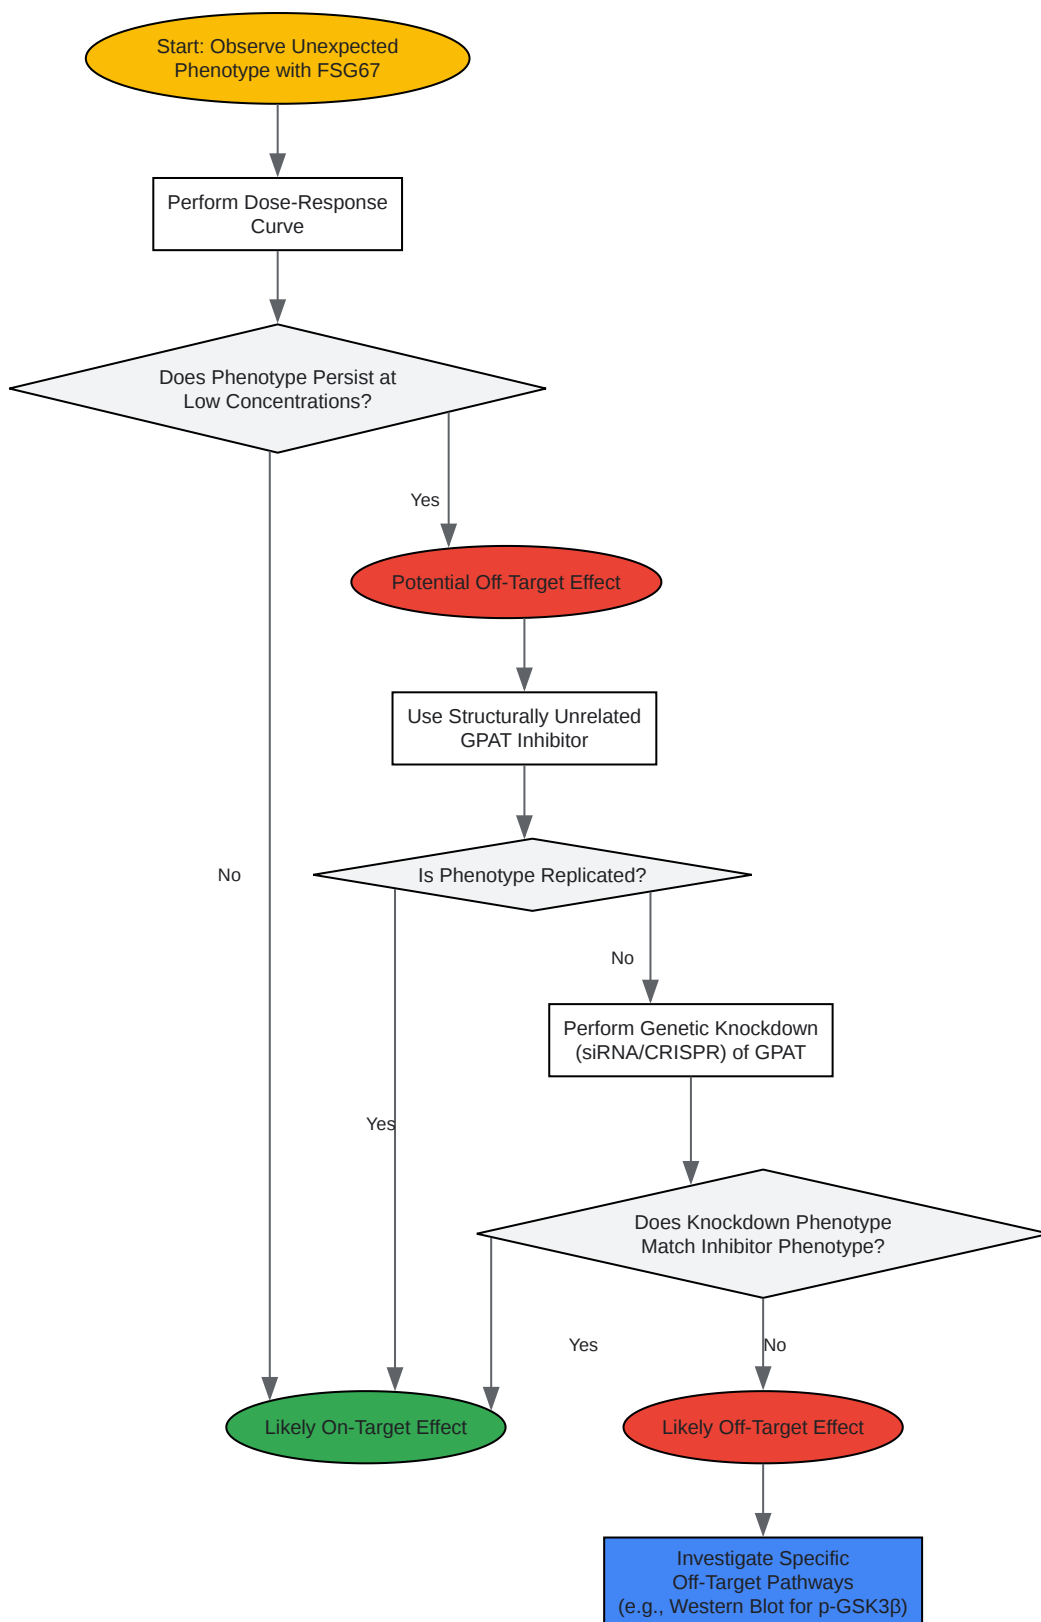 Start: Observe Unexpected
Phenotype with FSG67
Perform Dose-Response
Curve
Does Phenotype Persist at
Low Concentrations?
Yes
Potential Off-Target Effect
Use Structurally Unrelated
GPAT Inhibitor
No
Is Phenotype Replicated?
No
Perform Genetic Knockdown
(siRNA/CRISPR) of GPAT
Yes
Does Knockdown Phenotype
Match Inhibitor Phenotype?
Yes
No
Likely On-Target Effect
Likely Off-Target Effect
Investigate Specific
Off-Target Pathways
(e.g., Western Blot for p-GSK3β)